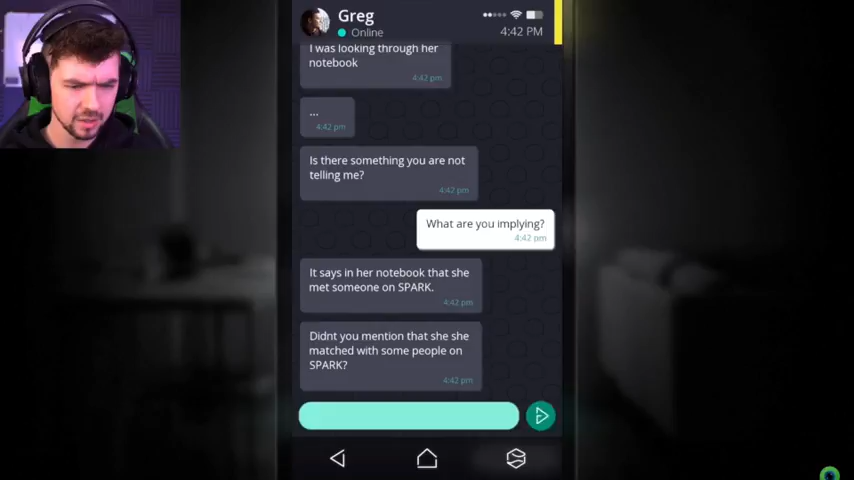 Greg
Online
4:42 PM
I was looking through her
notebook
4:42 pm
...
4:42 pm
Is there something you are not
telling me?
4:42 pm
What are you implying?
4:42 pm
It says in her notebook that she
met someone on SPARK.
4:42 pm
Didnt you mention that she she
matched with some people on
SPARK?
4:42 pm